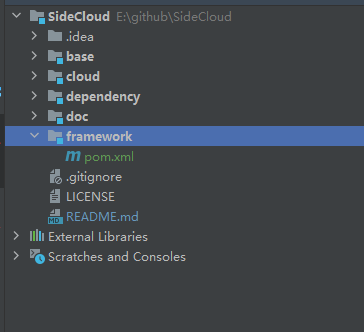 SideCloud E:\github\SideCloud
.idea
base
cloud
dependency
doc
framework
m pom.xml
.gitignore
LICENSE
MD README.md
External Libraries
Scratches and Consoles